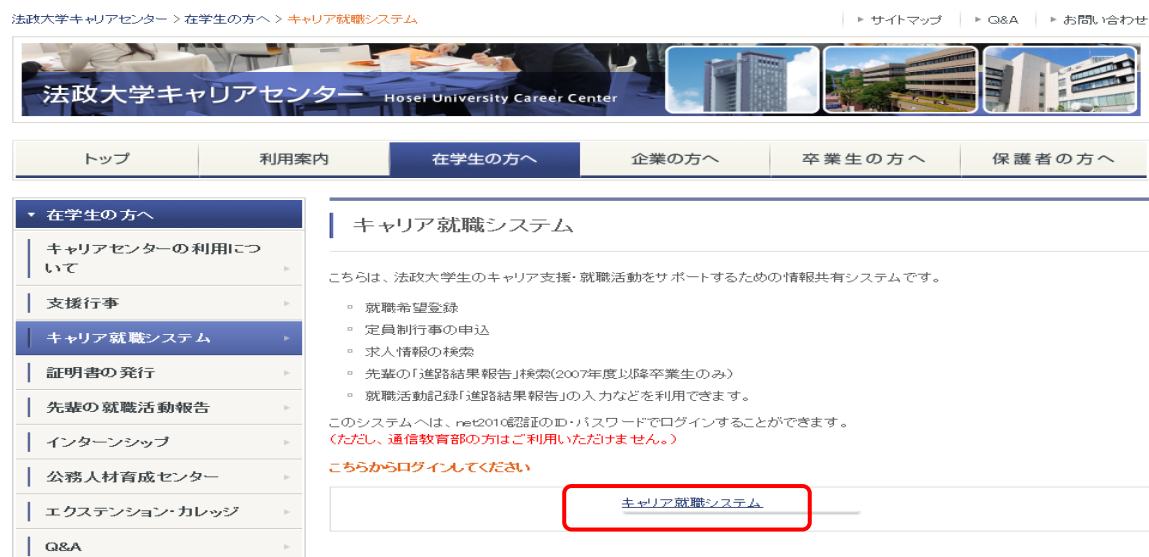 法政大学キャリアセンター > 在学生の方へ > キャリア就職システム
サイトマップ
Q&A
お問い合わせ
法政大学キャリアセンター Hosei University Career Center
トップ
利用案内
在学生の方へ
企業の方へ
卒業生の方へ
保護者の方へ
在学生の方へ
キャリアセンターの利用につ
いて
支援行事
キャリア就職システム
証明書の発行
先輩の就職活動報告
インターンシップ
公務人材育成センター
エクステンション・カレッジ
Q&A
キャリア就職システム
こちらは、法政大学生のキャリア支援・就職活動をサポートするための情報共有システムです。
就職希望登録
定員制行事の申込
求人情報の検索
先輩の「進路結果報告」検索(2007年度以降卒業生のみ)
就職活動記録「進路結果報告」の入力などを利用できます。
このシステムへは、net2010認証のID・パスワードでログインすることができます。
(ただし、通信教育部の方はご利用いただけません。)
こちらからログインしてください
キャリア就職システム